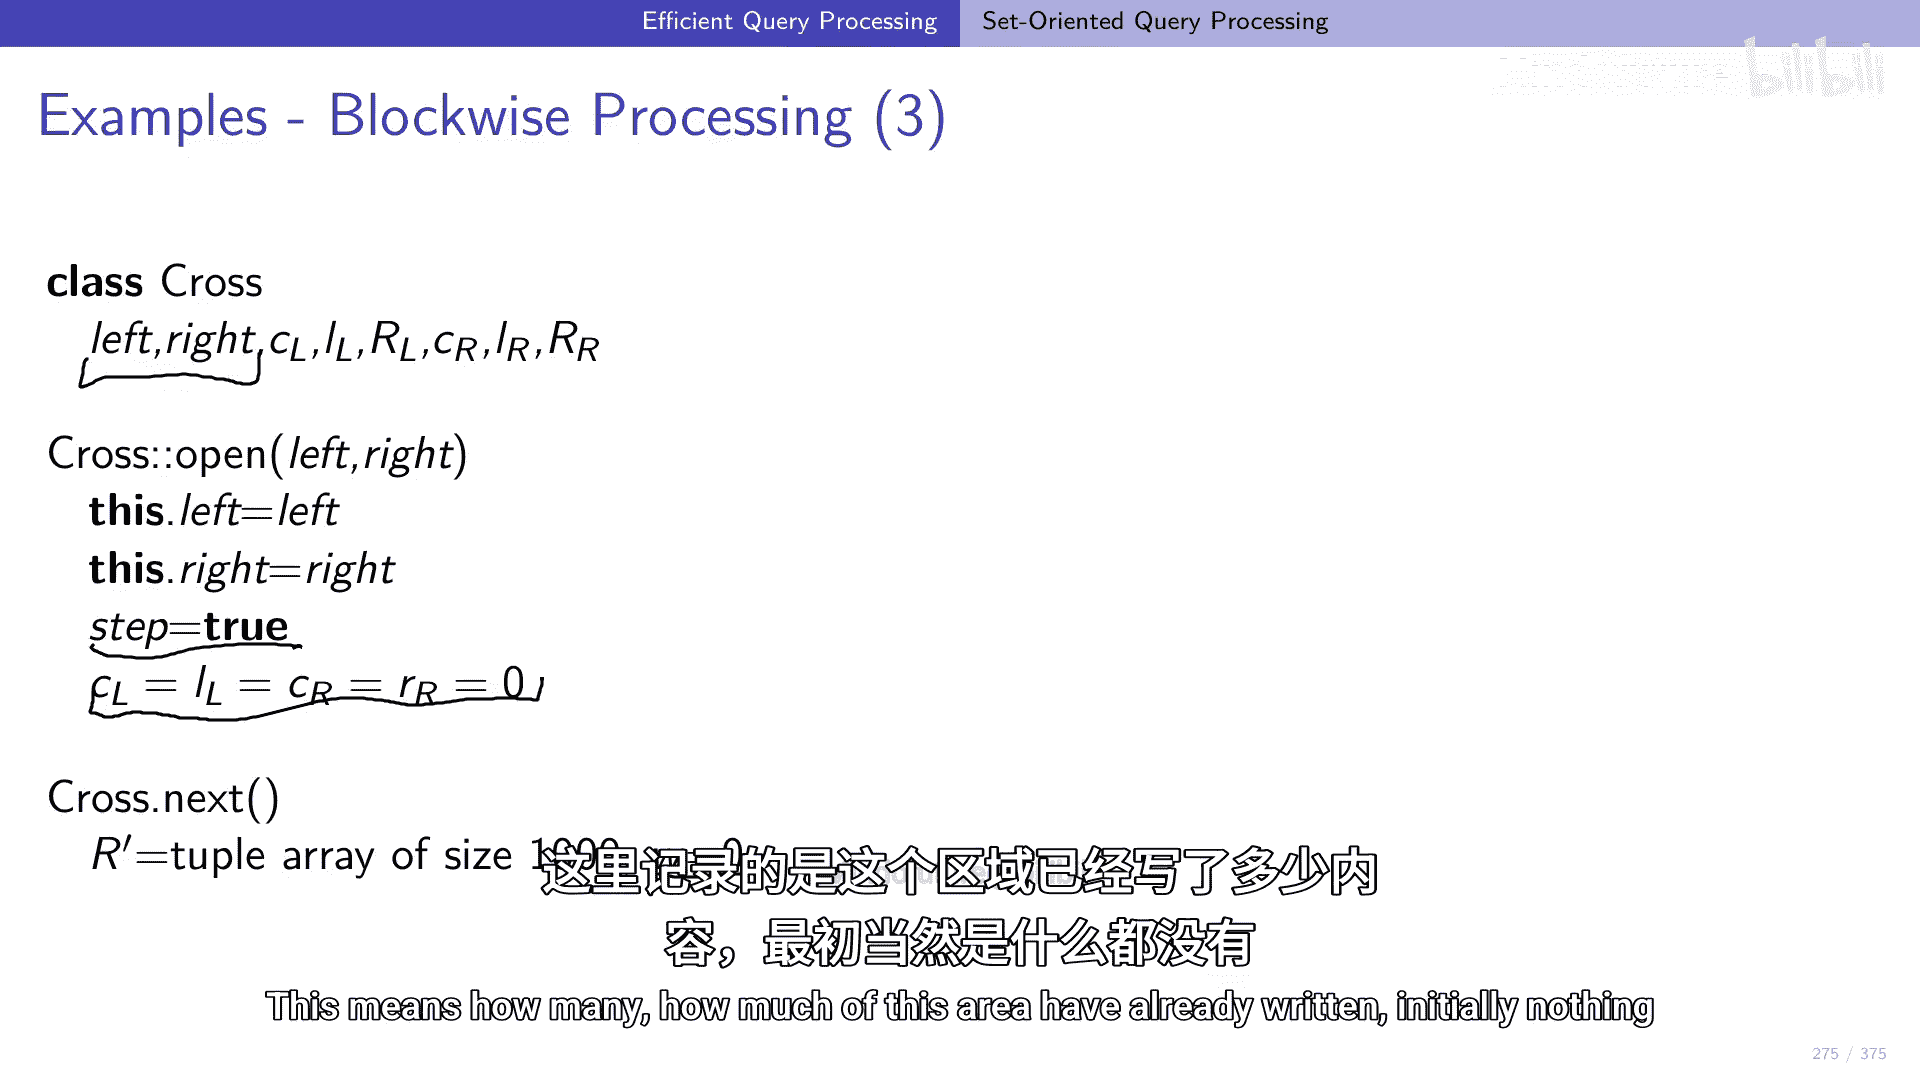 Efficient Query Processing
Set-Oriented Query Processing
bilibili
Examples - Blockwise Processing (3)
class Cross
left,right,c_L,l_L,R_L,c_R,l_R,R_R
Cross::open(left,right)
this.left=left
this.right=right
step=true
c_L = l_L = c_R = r_R = 0
Cross.next()
R′=tuple array of size 1000
这里记录的是这个区域已经写了多少内
容，最初当然是什么都没有
This means how many, how much of this area have already written, initially nothing
275 / 375